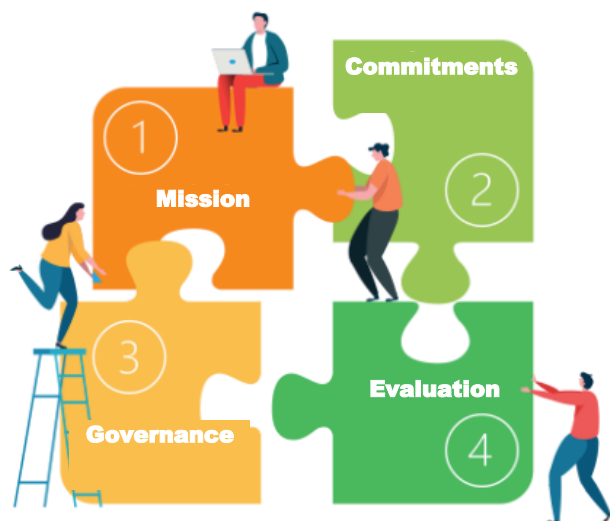 1
Mission
Commitments
2
3
Governance
Evaluation
4